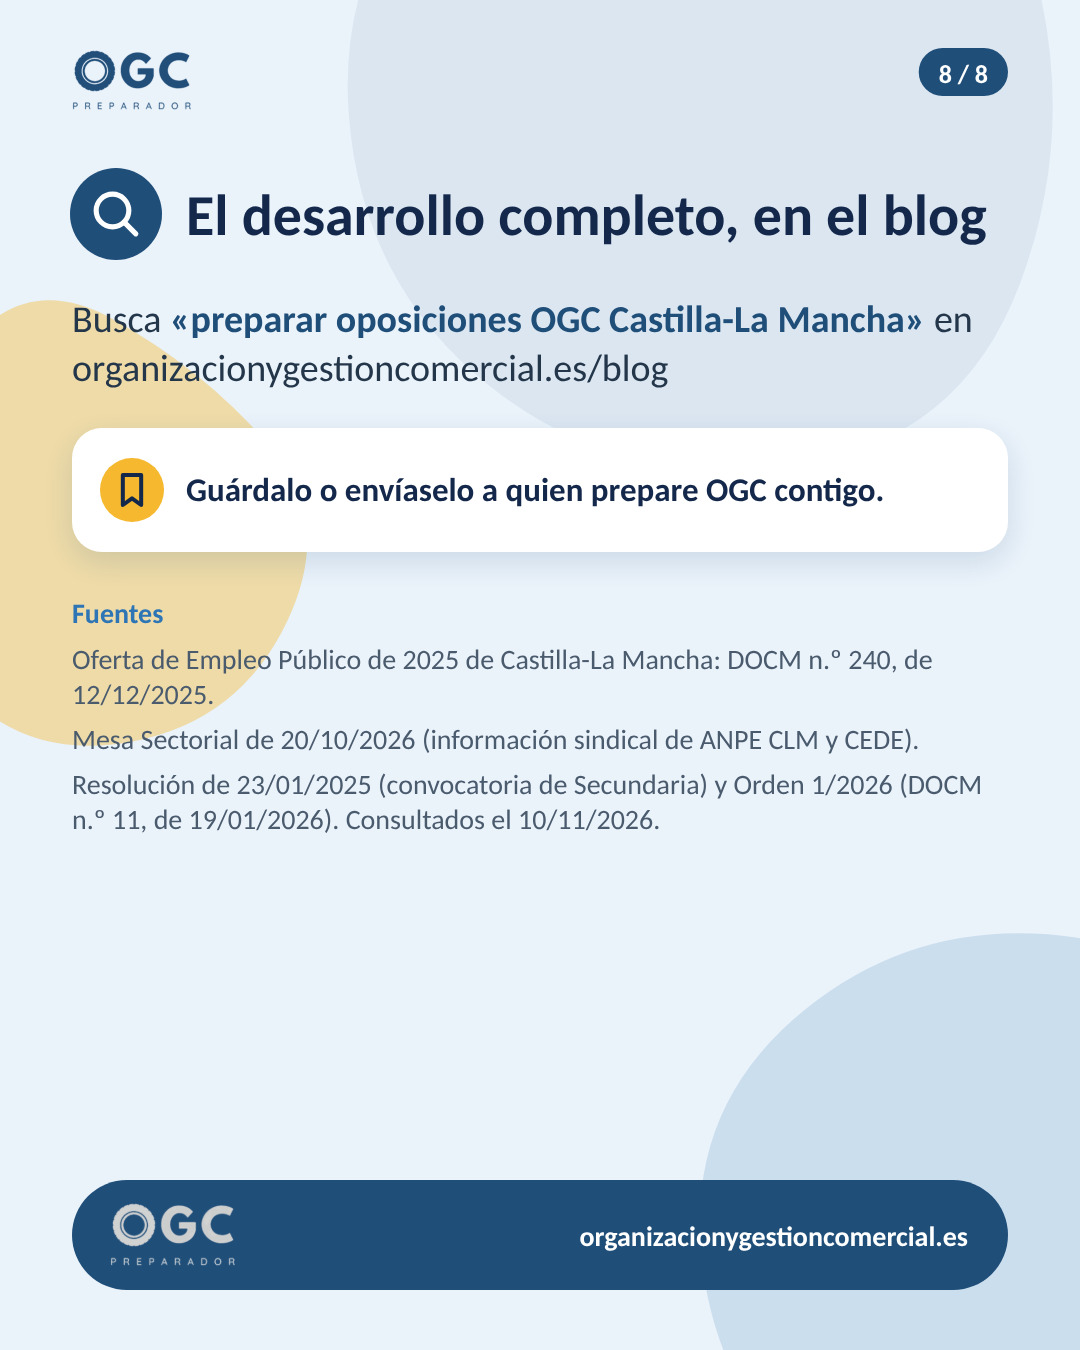 OGC
PREPARADOR
8 / 8
El desarrollo completo, en el blog
Busca «preparar oposiciones OGC Castilla-La Mancha» en
organizacionygestioncomercial.es/blog
Guárdalo o envíaselo a quien prepare OGC contigo.
Fuentes
Oferta de Empleo Público de 2025 de Castilla-La Mancha: DOCM n.º 240, de
12/12/2025.
Mesa Sectorial de 20/10/2026 (información sindical de ANPE CLM y CEDE).
Resolución de 23/01/2025 (convocatoria de Secundaria) y Orden 1/2026 (DOCM
n.º 11, de 19/01/2026). Consultados el 10/11/2026.
OGC
PREPARADOR
organizacionygestioncomercial.es